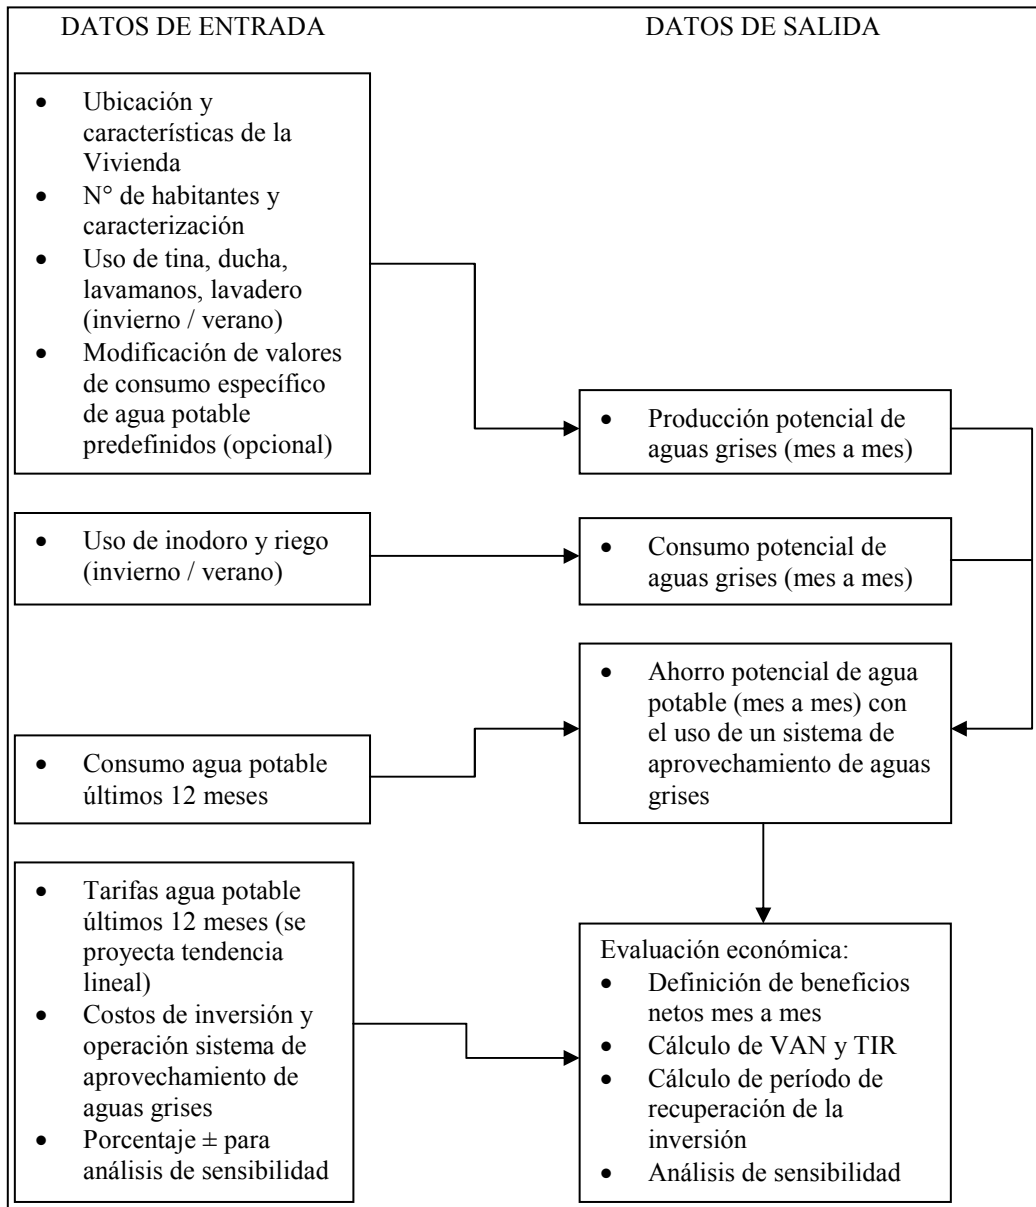 DATOS DE ENTRADA
DATOS DE SALIDA
• Ubicación y
características de la
Vivienda
• N° de habitantes y
caracterización
• Uso de tina, ducha,
lavamanos, lavadero
(invierno / verano)
• Modificación de valores
de consumo específico
de agua potable
predefinidos (opcional)
• Producción potencial de
aguas grises (mes a mes)
• Uso de inodoro y riego
(invierno / verano)
• Consumo potencial de
aguas grises (mes a mes)
• Consumo agua potable
últimos 12 meses
• Ahorro potencial de agua
potable (mes a mes) con
el uso de un sistema de
aprovechamiento de aguas
grises
• Tarifas agua potable
últimos 12 meses (se
proyecta tendencia
lineal)
• Costos de inversión y
operación sistema de
aprovechamiento de
aguas grises
• Porcentaje ± para
análisis de sensibilidad
Evaluación económica:
• Definición de beneficios
netos mes a mes
• Cálculo de VAN y TIR
• Cálculo de período de
recuperación de la
inversión
• Análisis de sensibilidad